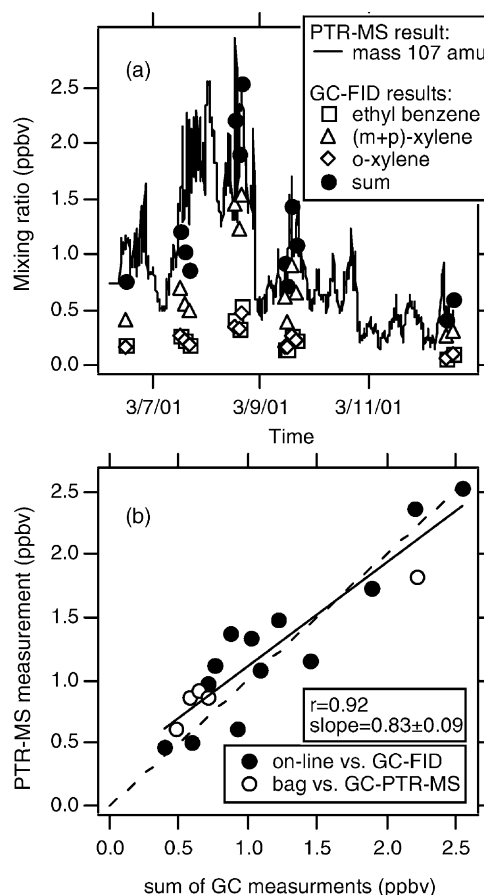 PTR-MS result:
mass 107 amu
GC-FID results:
ethyl benzene
(m+p)-xylene
o-xylene
sum
(a)
Mixing ratio (ppbv)
2.5
2.0
1.5
1.0
0.5
0.0
3/7/01 3/9/01 3/11/01
Time
(b)
PTR-MS measurement (ppbv)
2.5
2.0
1.5
1.0
0.5
0.0
r=0.92
slope=0.83±0.09
on-line vs. GC-FID
bag vs. GC-PTR-MS
0.0 0.5 1.0 1.5 2.0 2.5
sum of GC measurments (ppbv)